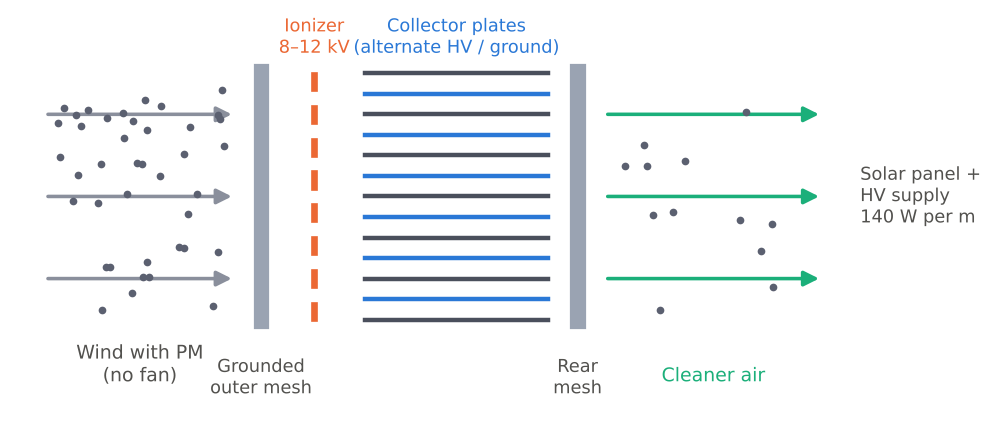 Ionizer
8–12 kV
Collector plates
(alternate HV / ground)
Solar panel +
HV supply
140 W per m
Wind with PM
(no fan)
Grounded
outer mesh
Rear
mesh
Cleaner air